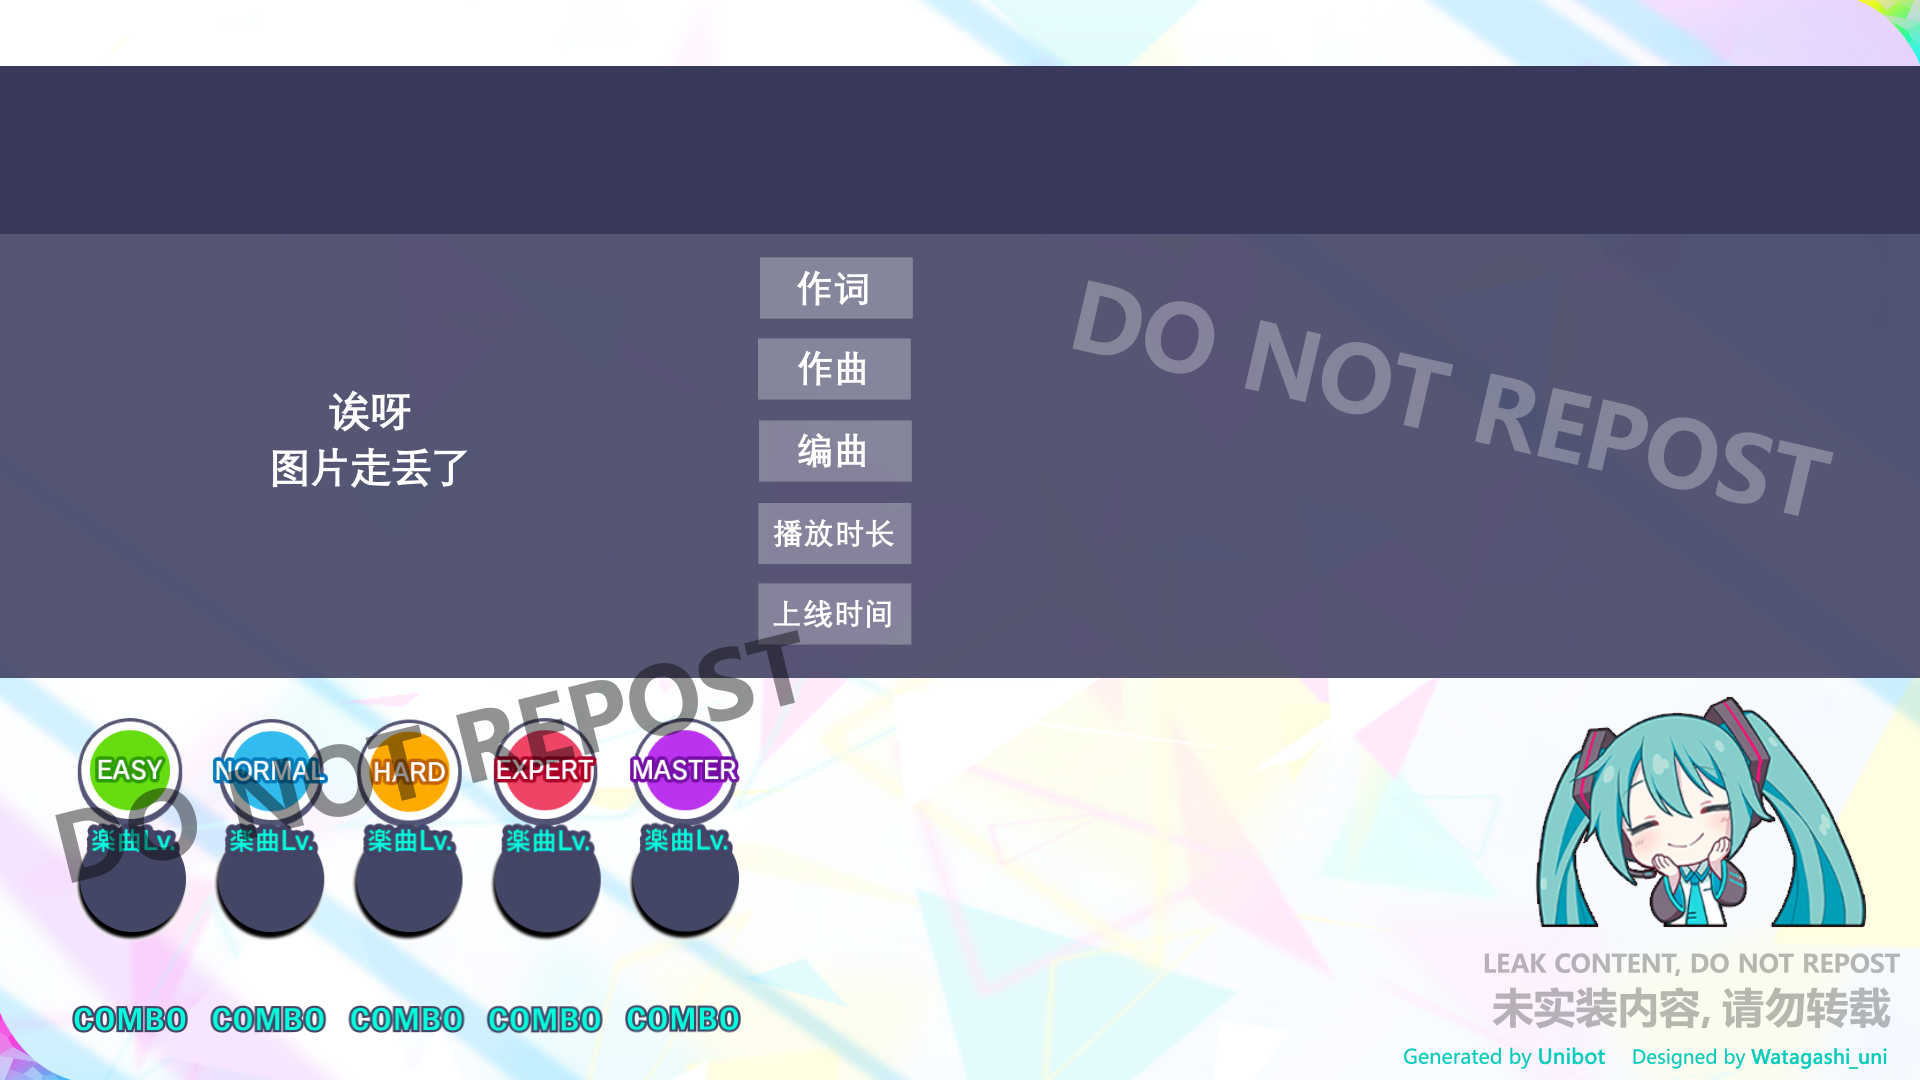 作词
作曲
编曲
播放时长
上线时间
诶呀
图片走丢了
DO NOT REPOST
DO NOT REPOST
EASY NORMAL HARD EXPERT MASTER
楽曲Lv. 楽曲Lv. 楽曲Lv. 楽曲Lv. 楽曲Lv.
COMBO COMBO COMBO COMBO COMBO
LEAK CONTENT, DO NOT REPOST
未实装内容, 请勿转载
Generated by Unibot Designed by Watagashi_uni